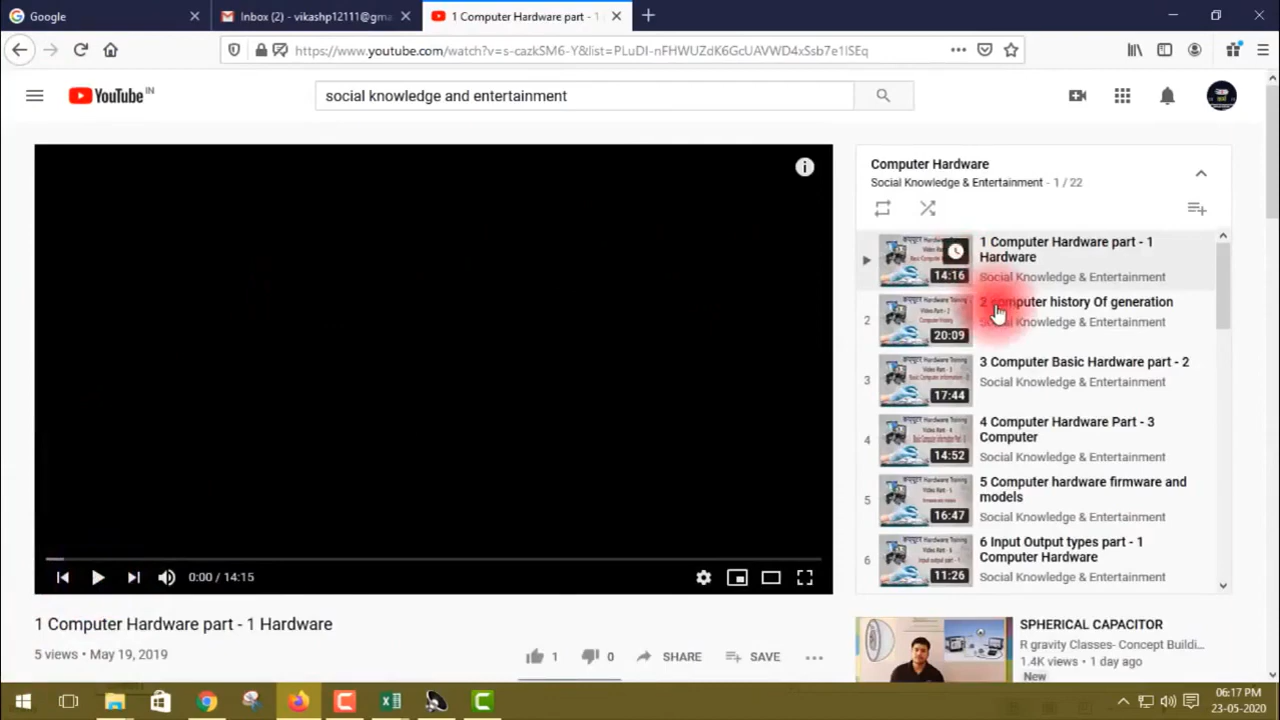 Google
Inbox (2) - vikashp12111@gma
1 Computer Hardware part - 1
https://www.youtube.com/watch?v=s-cazkSM6-Y&list=PLuDI-nFHWUZdK6GcUAVWD4xSsb7e1lSEq
YouTube IN
social knowledge and entertainment
Computer Hardware
Social Knowledge & Entertainment - 1 / 22
1 Computer Hardware part - 1
Hardware
Social Knowledge & Entertainment
14:16
2
2 computer history Of generation
Social Knowledge & Entertainment
20:09
3
3 Computer Basic Hardware part - 2
Social Knowledge & Entertainment
17:44
4
4 Computer Hardware Part - 3
Computer
Social Knowledge & Entertainment
14:52
5
5 Computer hardware firmware and
models
Social Knowledge & Entertainment
16:47
6
6 Input Output types part - 1
Computer Hardware
Social Knowledge & Entertainment
11:26
0:00 / 14:15
1 Computer Hardware part - 1 Hardware
5 views • May 19, 2019
1
0
SHARE
SAVE
SPHERICAL CAPACITOR
R gravity Classes- Concept Buildi...
1.4K views • 1 day ago
New
06:17 PM
23-05-2020